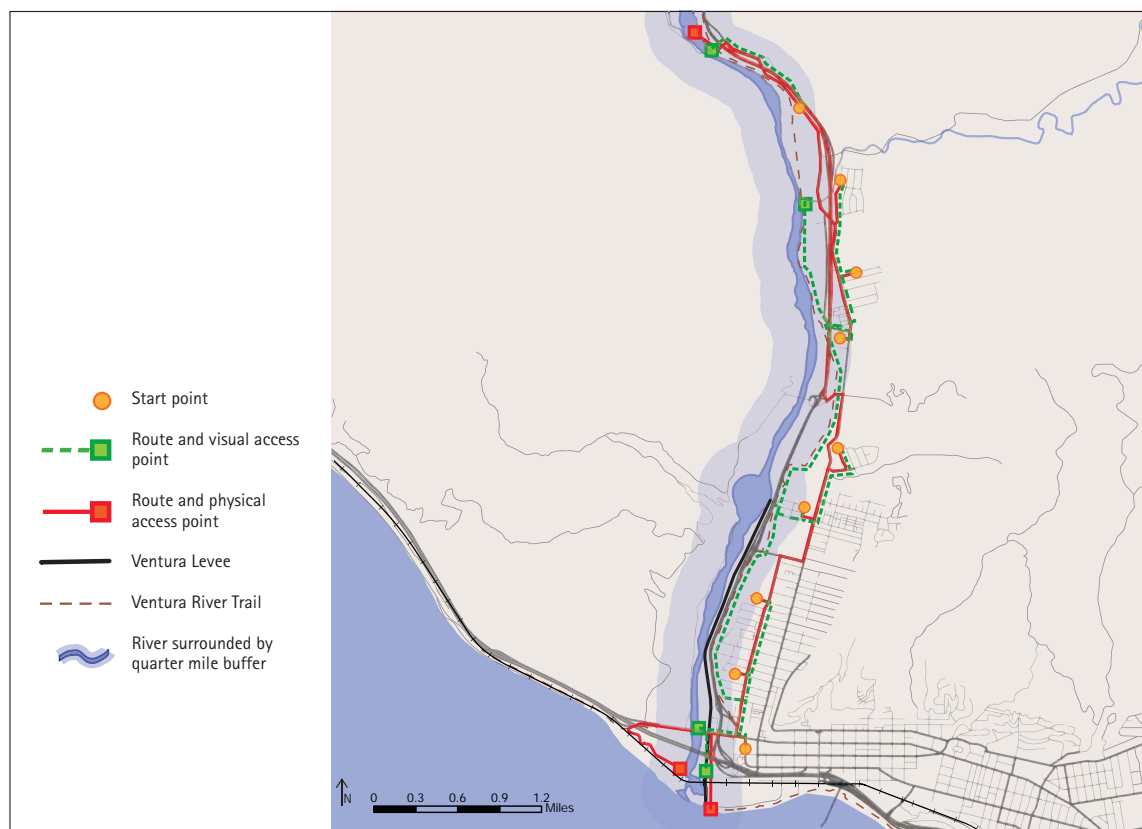 Start point
Route and visual access
point
Route and physical
access point
Ventura Levee
Ventura River Trail
River surrounded by
quarter mile buffer
N
0 0.3 0.6 0.9 1.2
Miles